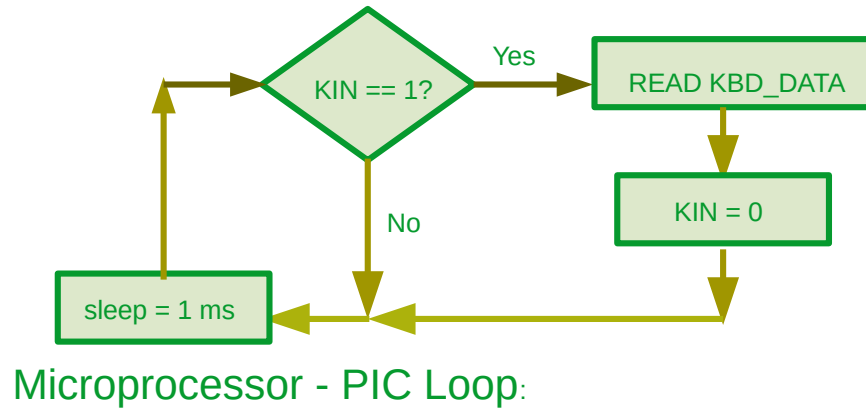 Yes
KIN == 1?
READ KBD_DATA
KIN = 0
No
sleep = 1 ms
Microprocessor - PIC Loop: